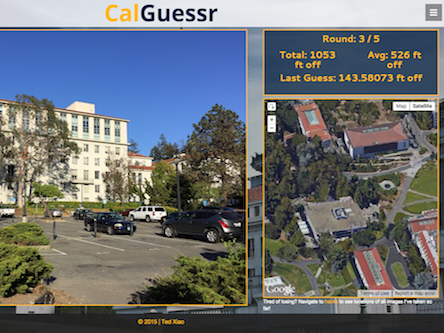 CalGuessr
Round: 3 / 5
Total: 1053 ft off
Avg: 526 ft off
Last Guess: 143.58073 ft off
Map
Satellite
Google
Terms of Use
Report a map error
Tired of losing? Navigate to here to see locations of all images I've taken so
far!
© 2015 | Ted Xiao